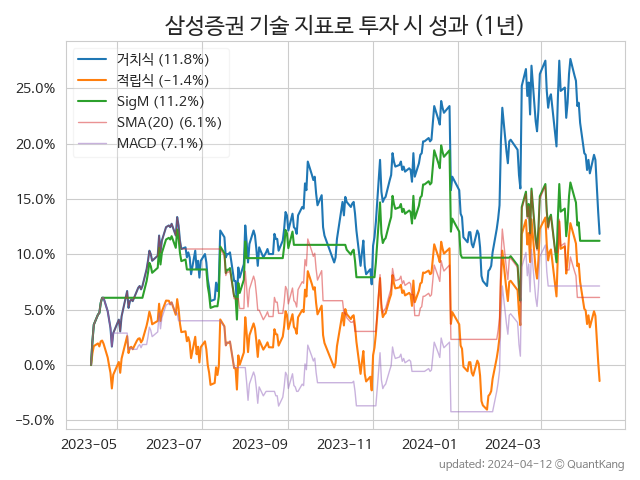 삼성증권 기술 지표로 투자 시 성과 (1년)
거치식 (11.8%)
적립식 (−1.4%)
SigM (11.2%)
SMA(20) (6.1%)
MACD (7.1%)
25.0%
20.0%
15.0%
10.0%
5.0%
0.0%
−5.0%
2023-05 2023-07 2023-09 2023-11 2024-01 2024-03
updated: 2024-04-12 © QuantKang